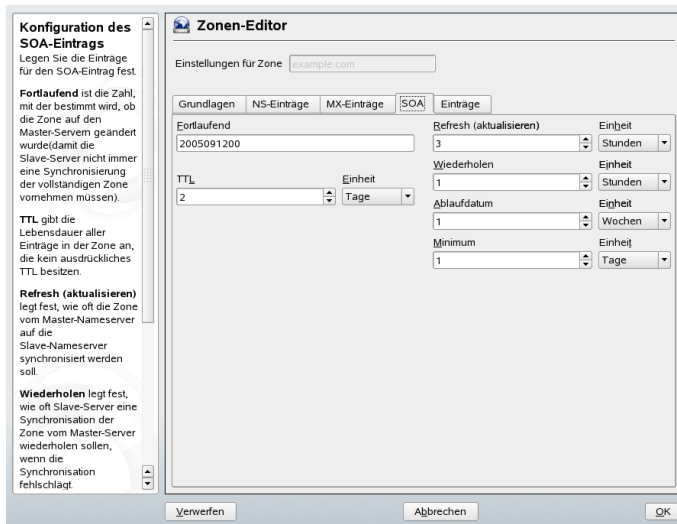 Konfiguration des
SOA-Eintrags
Legen Sie die Einträge
für den SOA-Eintrag fest.
Fortlaufend ist die Zahl,
mit der bestimmt wird, ob
die Zone auf den
Master-Servern geändert
wurde(damit die
Slave-Server nicht immer
eine Synchronisierung
der vollständigen Zone
vornehmen müssen).
TTL gibt die
Lebensdauer aller
Einträge in der Zone an,
die kein ausdrückliches
TTL besitzen.
Refresh (aktualisieren)
legt fest, wie oft die Zone
vom Master-Nameserver
auf die
Slave-Nameserver
synchronisiert werden
soll.
Wiederholen legt fest,
wie oft Slave-Server eine
Synchronisation der
Zone vom Master-Server
wiederholen sollen,
wenn die
Synchronisation
fehlschlägt.
Zonen-Editor
Einstellungen für Zone example.com
Grundlagen NS-Einträge MX-Einträge SOA Einträge
Fortlaufend
2005091200
TTL Einheit
2 Tage
Refresh (aktualisieren) Einheit
3 Stunden
Wiederholen Einheit
1 Stunden
Ablaufdatum Einheit
1 Wochen
Minimum Einheit
1 Tage
Verwerfen Abbrechen OK